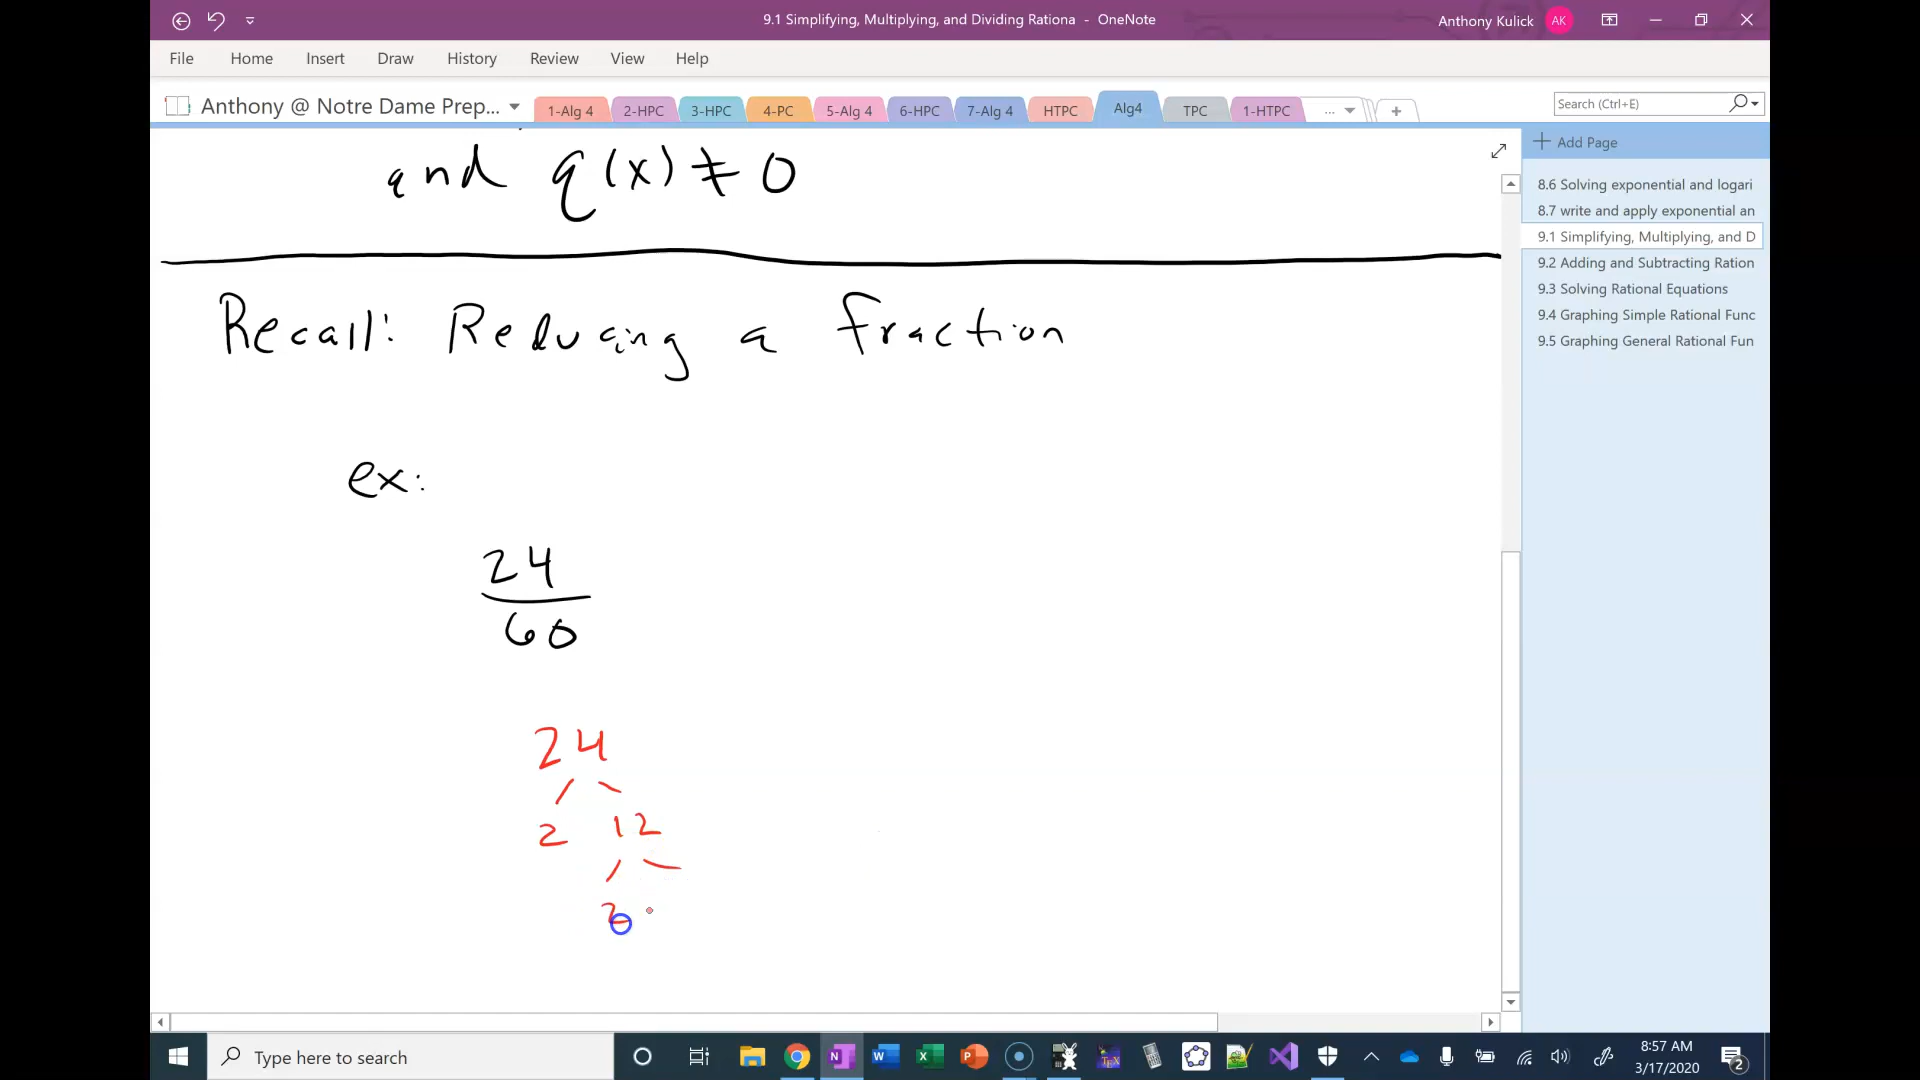 9.1 Simplifying, Multiplying, and Dividing Rationa - OneNote
Anthony Kulick AK
File Home Insert Draw History Review View Help
Anthony @ Notre Dame Prep...
1-Alg 4 2-HPC 3-HPC 4-PC 5-Alg 4 6-HPC 7-Alg 4 HTPC Alg4 TPC 1-HTPC ...
Search (Ctrl+E)
Add Page
8.6 Solving exponential and logari
8.7 write and apply exponential an
9.1 Simplifying, Multiplying, and D
9.2 Adding and Subtracting Ration
9.3 Solving Rational Equations
9.4 Graphing Simple Rational Func
9.5 Graphing General Rational Fun
and q(x) ≠ 0
Recall: Reducing a fraction
ex:
24
60
24
2 12
2
Type here to search
8:57 AM
3/17/2020
2